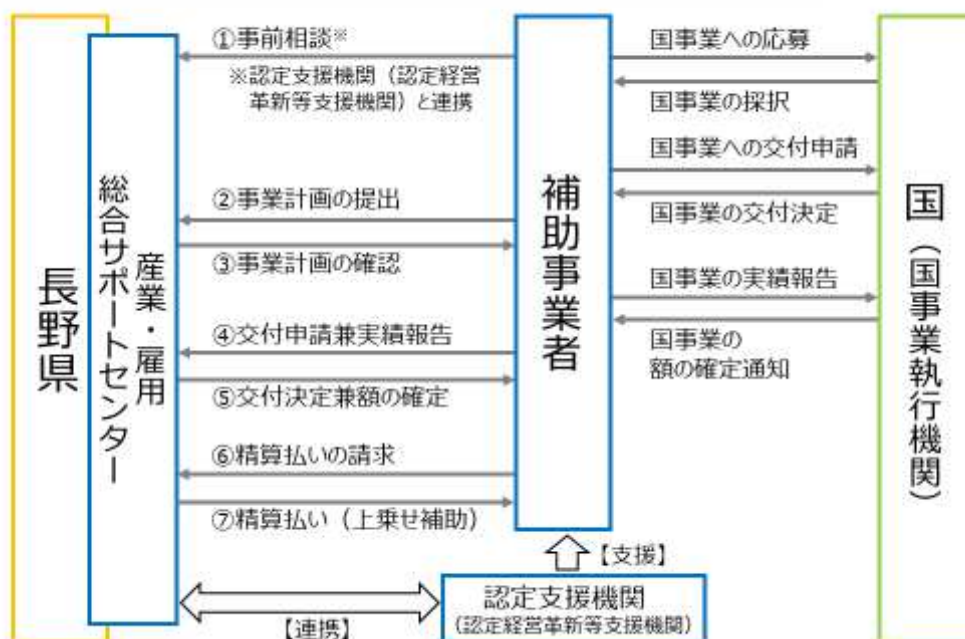 長野県
産業・雇用
総合サポートセンター
①事前相談※
※認定支援機関（認定経営
革新等支援機関）と連携
②事業計画の提出
③事業計画の確認
④交付申請兼実績報告
⑤交付決定兼額の確定
⑥精算払いの請求
⑦精算払い（上乗せ補助）
補助事業者
国事業への応募
国事業の採択
国事業への交付申請
国事業の交付決定
国事業の実績報告
国事業の
額の確定通知
国（国事業執行機関）
【支援】
認定支援機関
（認定経営革新等支援機関）
【連携】